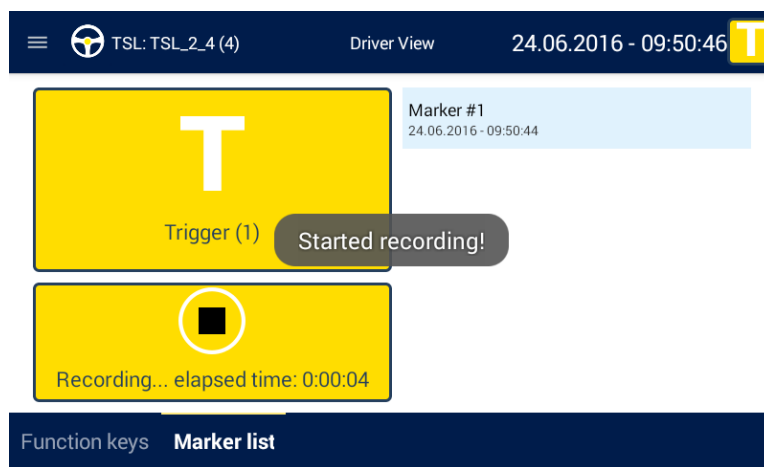 TSL: TSL_2_4 (4)
Driver View
24.06.2016 - 09:50:46
T
T
Trigger (1)
Marker #1
24.06.2016 - 09:50:44
Started recording!
Recording... elapsed time: 0:00:04
Function keys
Marker list